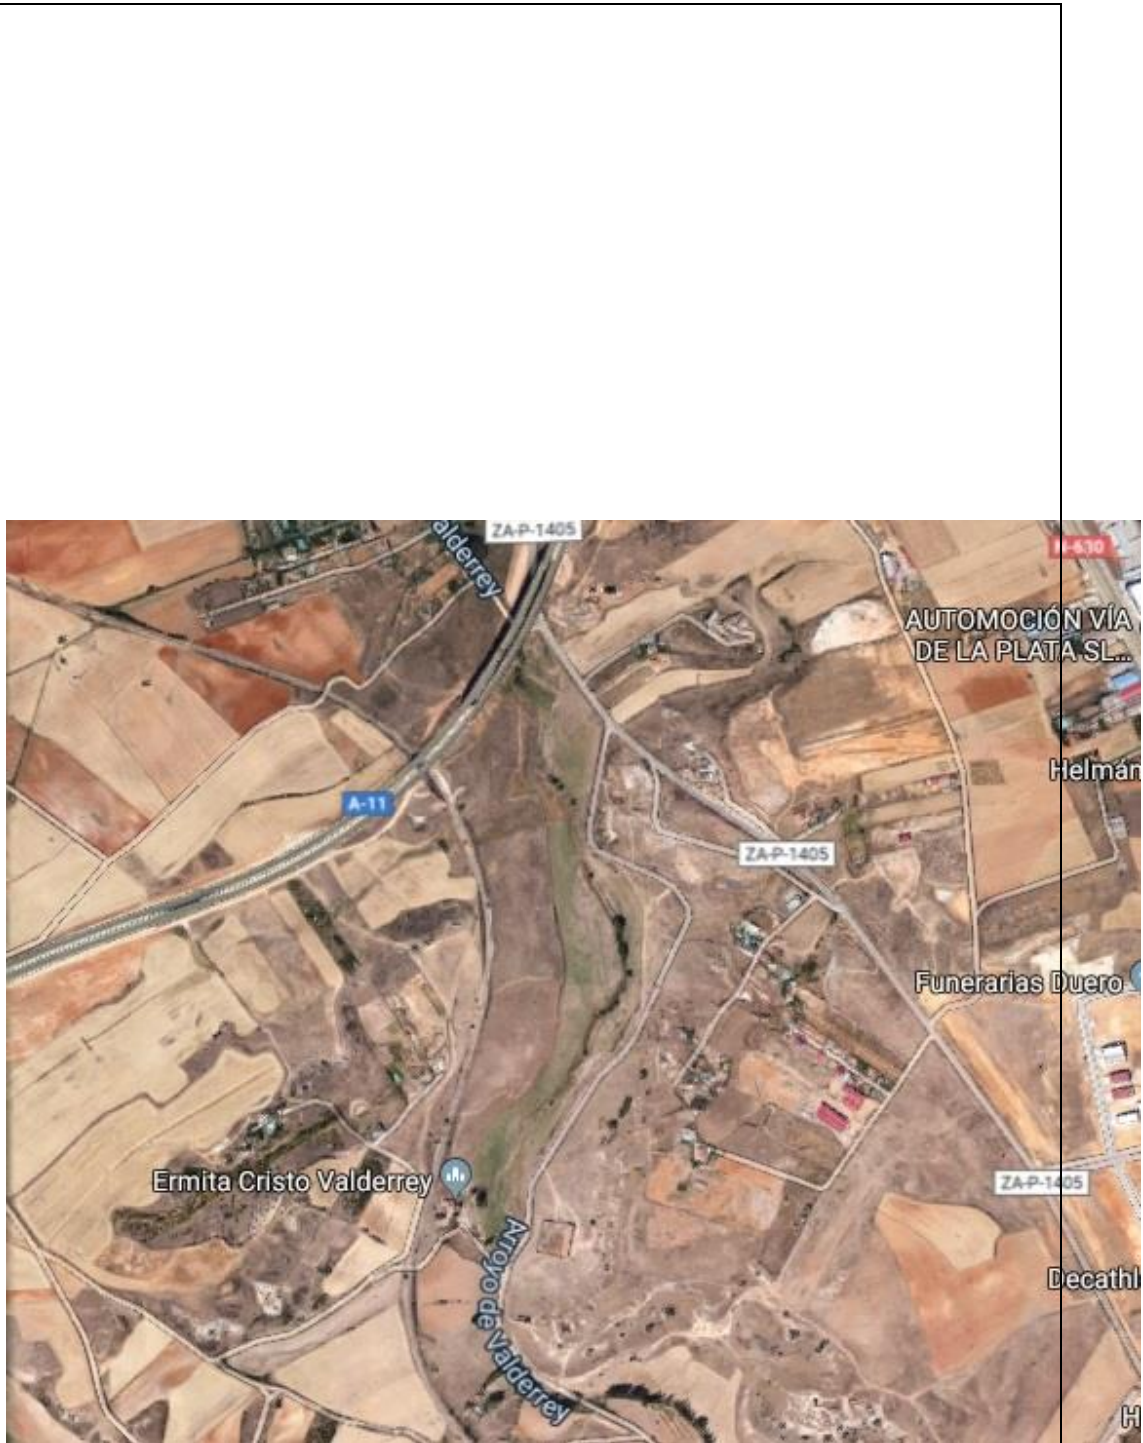 ZA-P-1405
alderrey
N-630
AUTOMOCIÓN VÍA
DE LA PLATA SL...
Helmán
A-11
ZA-P-1405
Funerarias Duero
Ermita Cristo Valderrey
ZA-P-1405
Arroyo de Valderrey
Decathl
H